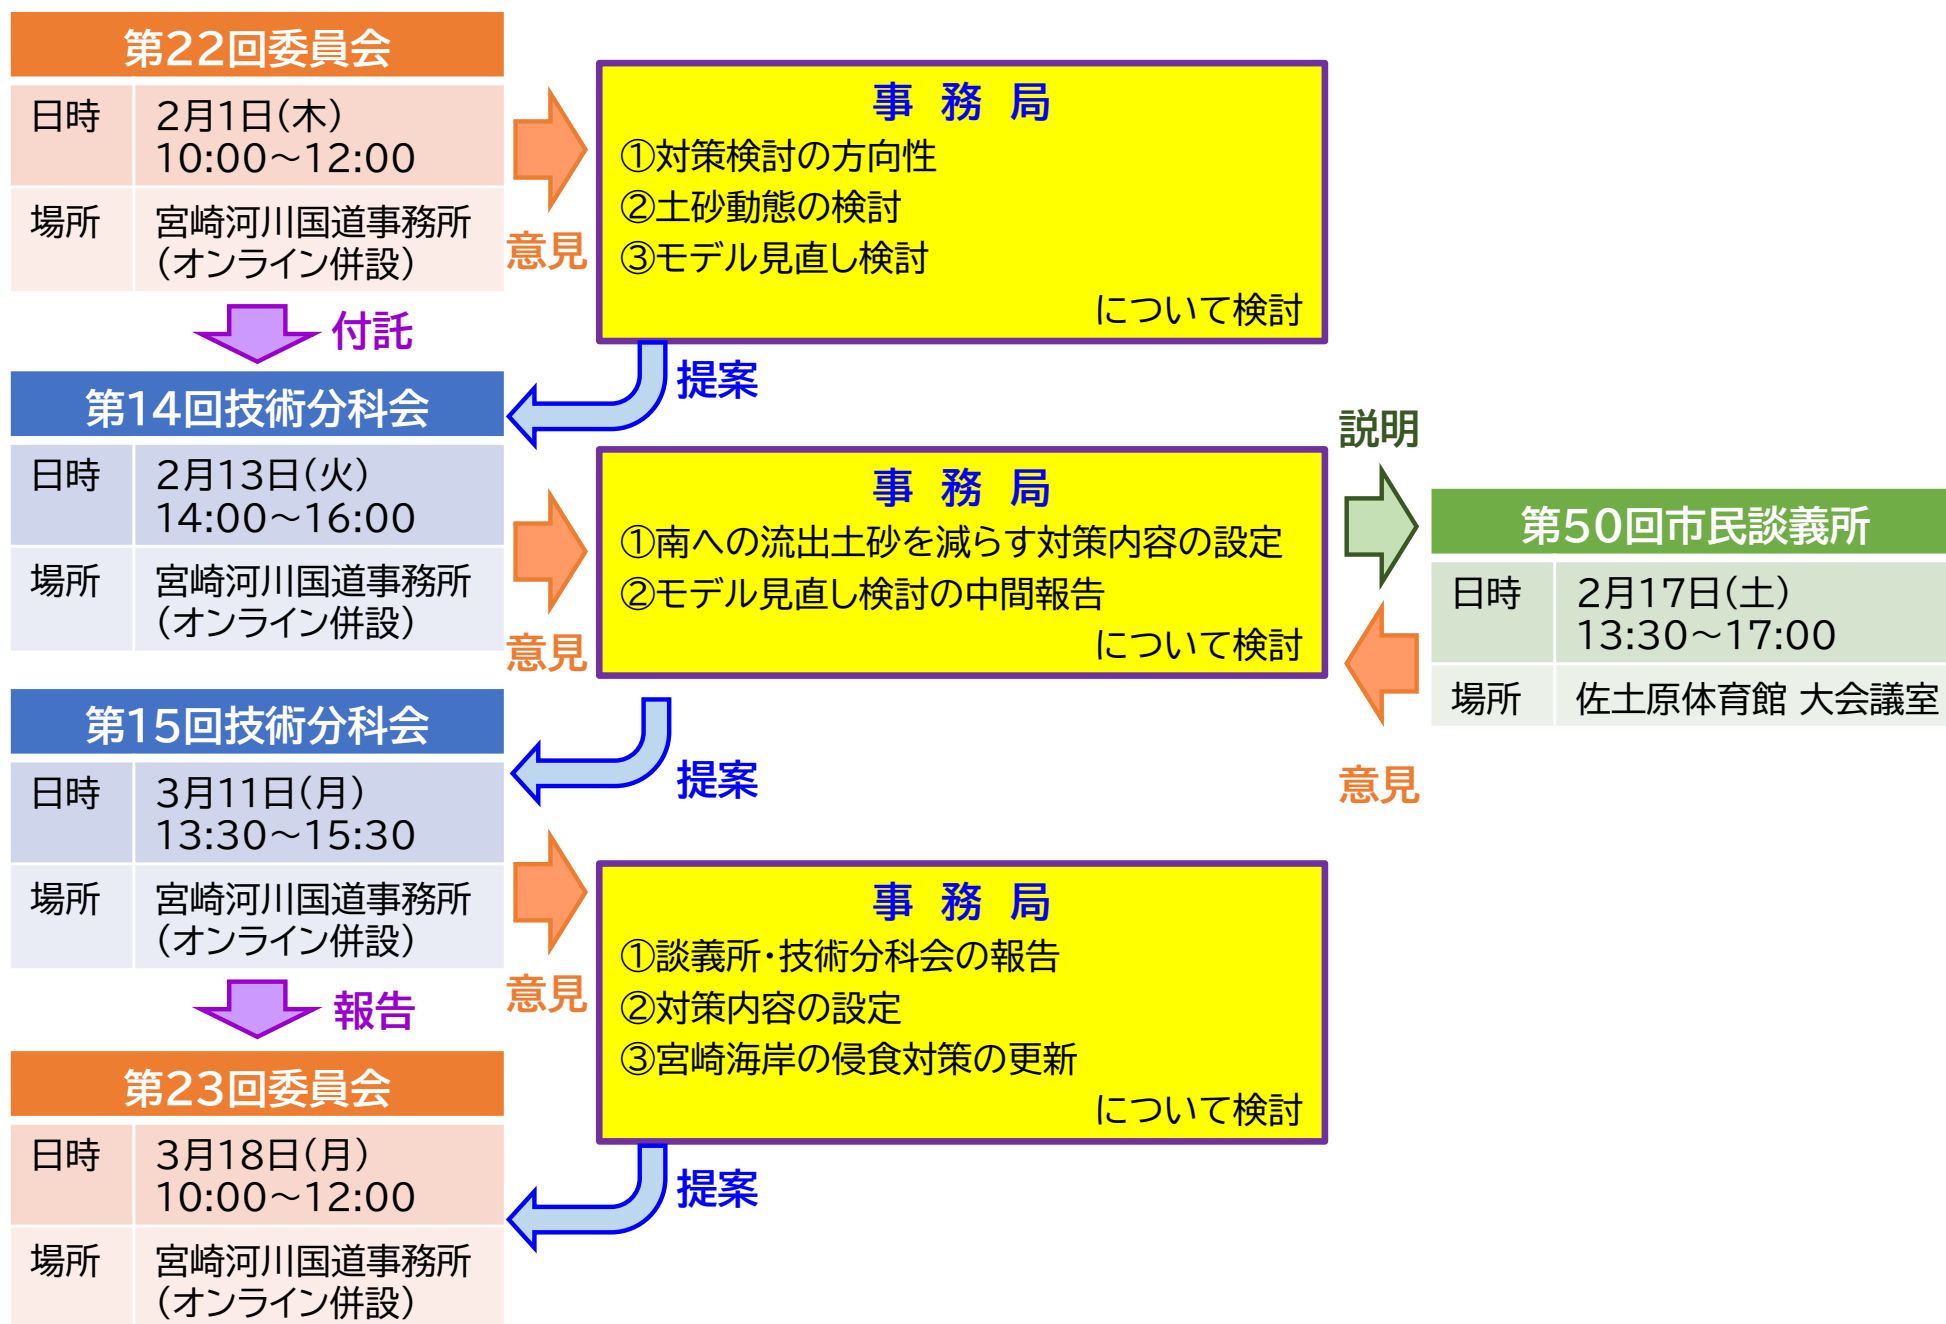 第22回委員会
日時
2月1日(木)
10:00～12:00
場所
宮崎河川国道事務所
(オンライン併設)
意見
事 務 局
①対策検討の方向性
②土砂動態の検討
③モデル見直し検討
について検討
付託
提案
第14回技術分科会
日時
2月13日(火)
14:00～16:00
場所
宮崎河川国道事務所
(オンライン併設)
意見
事 務 局
①南への流出土砂を減らす対策内容の設定
②モデル見直し検討の中間報告
について検討
説明
第50回市民談義所
日時
2月17日(土)
13:30～17:00
場所
佐土原体育館 大会議室
意見
提案
第15回技術分科会
日時
3月11日(月)
13:30～15:30
場所
宮崎河川国道事務所
(オンライン併設)
意見
事 務 局
①談義所・技術分科会の報告
②対策内容の設定
③宮崎海岸の侵食対策の更新
について検討
報告
提案
第23回委員会
日時
3月18日(月)
10:00～12:00
場所
宮崎河川国道事務所
(オンライン併設)